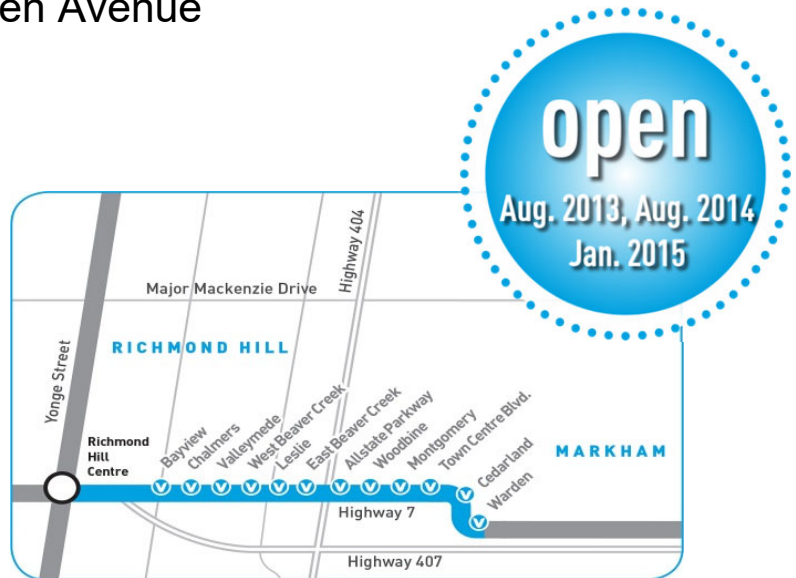 en Avenue
open
Aug. 2013, Aug. 2014
Jan. 2015
Highway 404
Major Mackenzie Drive
RICHMOND HILL
Yonge Street
Richmond
Hill
Centre
Bayview
Chalmers
Valleymede
West Beaver Creek
Leslie
East Beaver Creek
Allstate Parkway
Woodbine
Montgomery
Town Centre Blvd.
Cedarland
Warden
MARKHAM
Highway 7
Highway 407